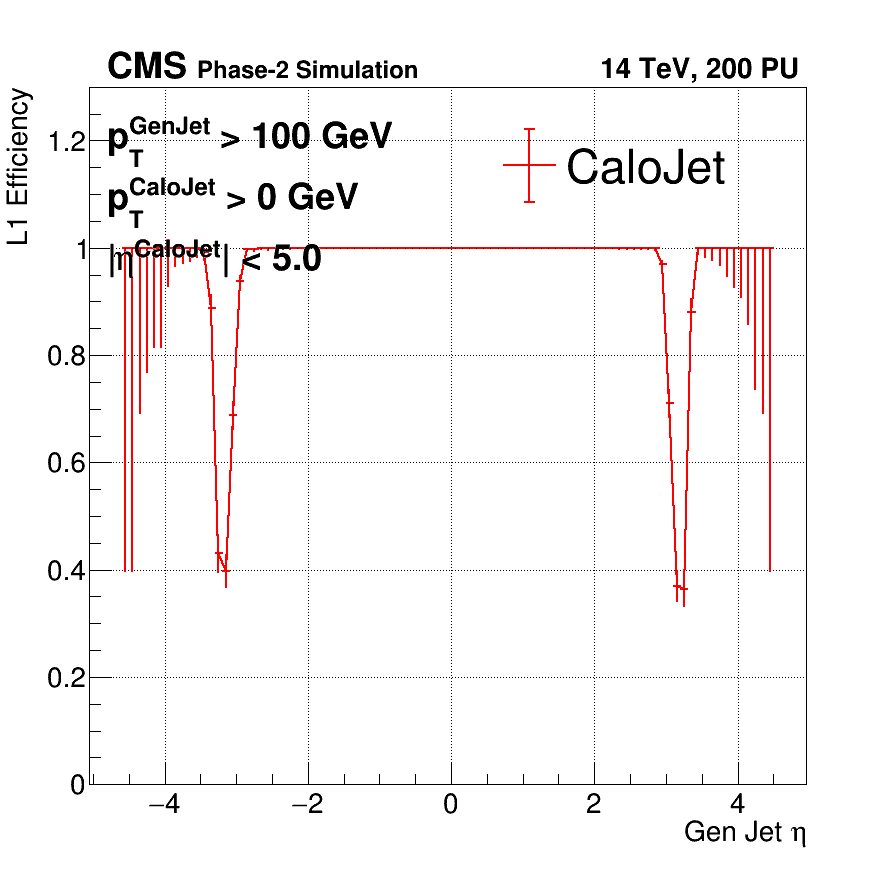 CMS Phase-2 Simulation 14 TeV, 200 PU
L1 Efficiency
p_T^GenJet > 100 GeV
p_T^CaloJet > 0 GeV
|η^CaloJet| < 5.0
CaloJet
1.2
1
0.8
0.6
0.4
0.2
0
−4 −2 0 2 4
Gen Jet η